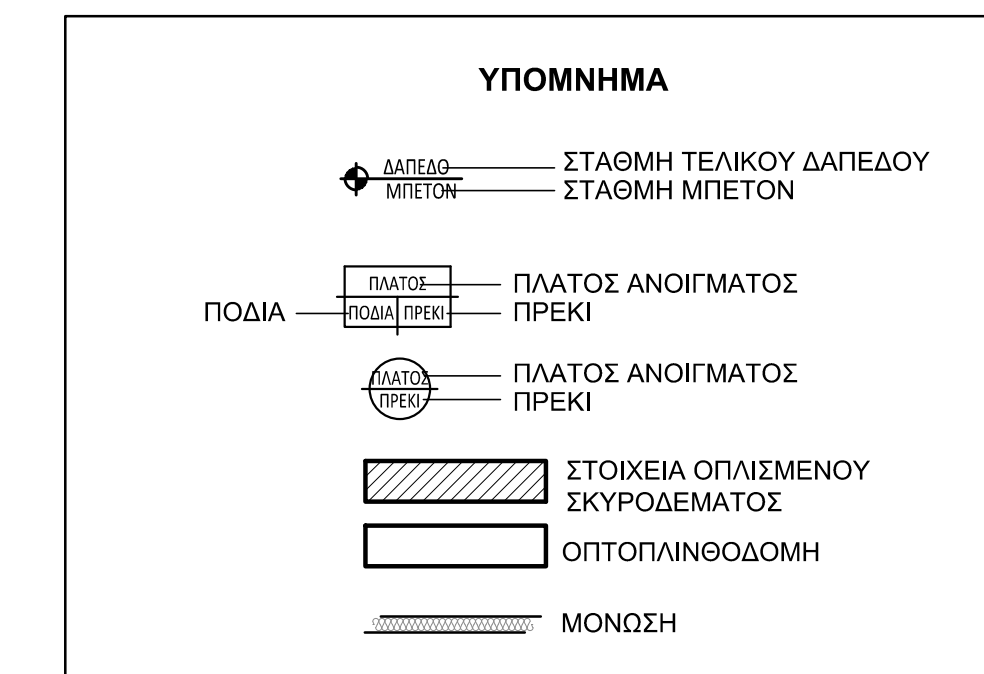 ΥΠΟΜΝΗΜΑ
ΔΑΠΕΔΟ ΣΤΑΘΜΗ ΤΕΛΙΚΟΥ ΔΑΠΕΔΟΥ
ΜΠΕΤΟΝ ΣΤΑΘΜΗ ΜΠΕΤΟΝ
ΠΛΑΤΟΣ ΠΛΑΤΟΣ ΑΝΟΙΓΜΑΤΟΣ
ΠΟΔΙΑ ΠΟΔΙΑ ΠΡΕΚΙ ΠΡΕΚΙ
ΠΛΑΤΟΣ ΠΛΑΤΟΣ ΑΝΟΙΓΜΑΤΟΣ
ΠΡΕΚΙ ΠΡΕΚΙ
ΣΤΟΙΧΕΙΑ ΟΠΛΙΣΜΕΝΟΥ
ΣΚΥΡΟΔΕΜΑΤΟΣ
ΟΠΤΟΠΛΙΝΘΟΔΟΜΗ
ΜΟΝΩΣΗ